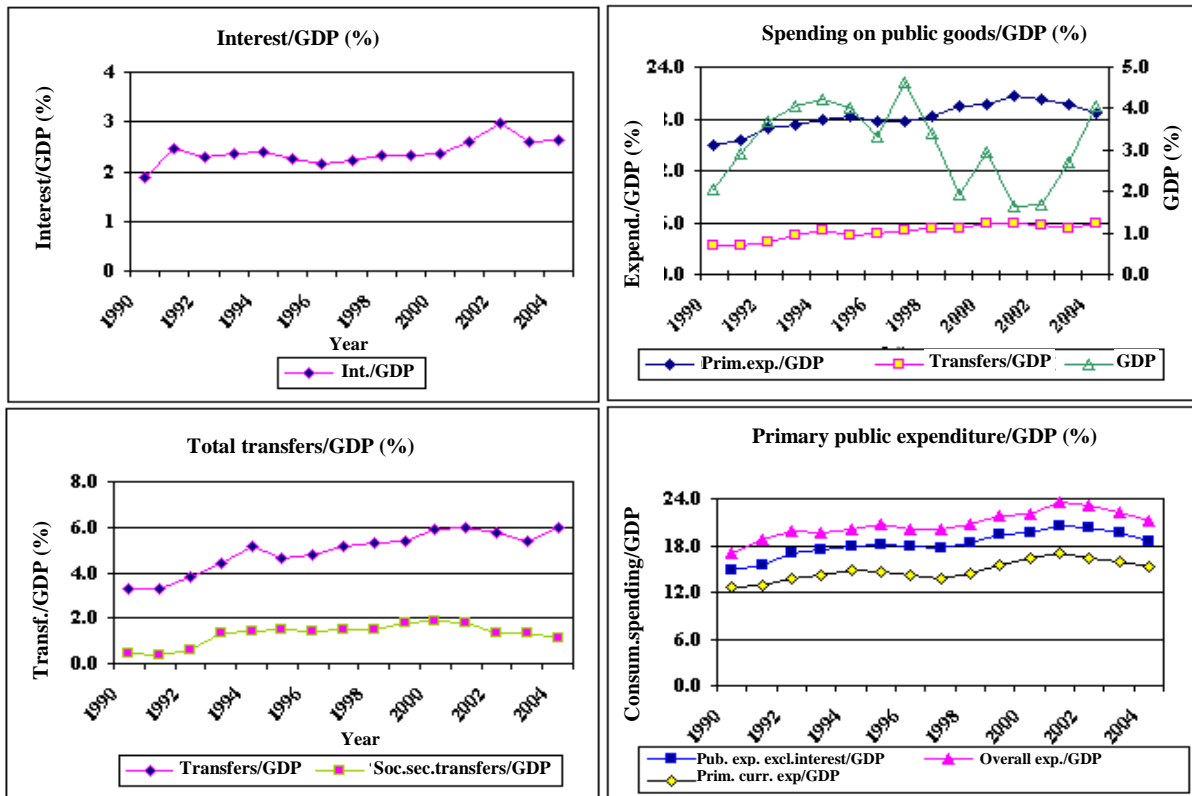 Interest/GDP (%)
Interest/GDP (%)
4
3
2
1
0
1990
1992
1994
1996
1998
2000
2002
2004
Year
Int./GDP
Spending on public goods/GDP (%)
Expend./GDP (%)
24.0
5.0
4.0
3.0
2.0
1.0
0.0
GDP (%)
1990
1992
1994
1996
1998
2000
2002
2004
Prim.exp./GDP
Transfers/GDP
GDP
Total transfers/GDP (%)
Transf./GDP (%)
8.0
6.0
4.0
2.0
0.0
1990
1992
1994
1996
1998
2000
2002
2004
Year
Transfers/GDP
Soc.sec.transfers/GDP
Primary public expenditure/GDP (%)
Consum.spending/GDP
24.0
18.0
12.0
6.0
0.0
1990
1992
1994
1996
1998
2000
2002
2004
Pub. exp. excl.interest/GDP
Overall exp./GDP
Prim. curr. exp/GDP